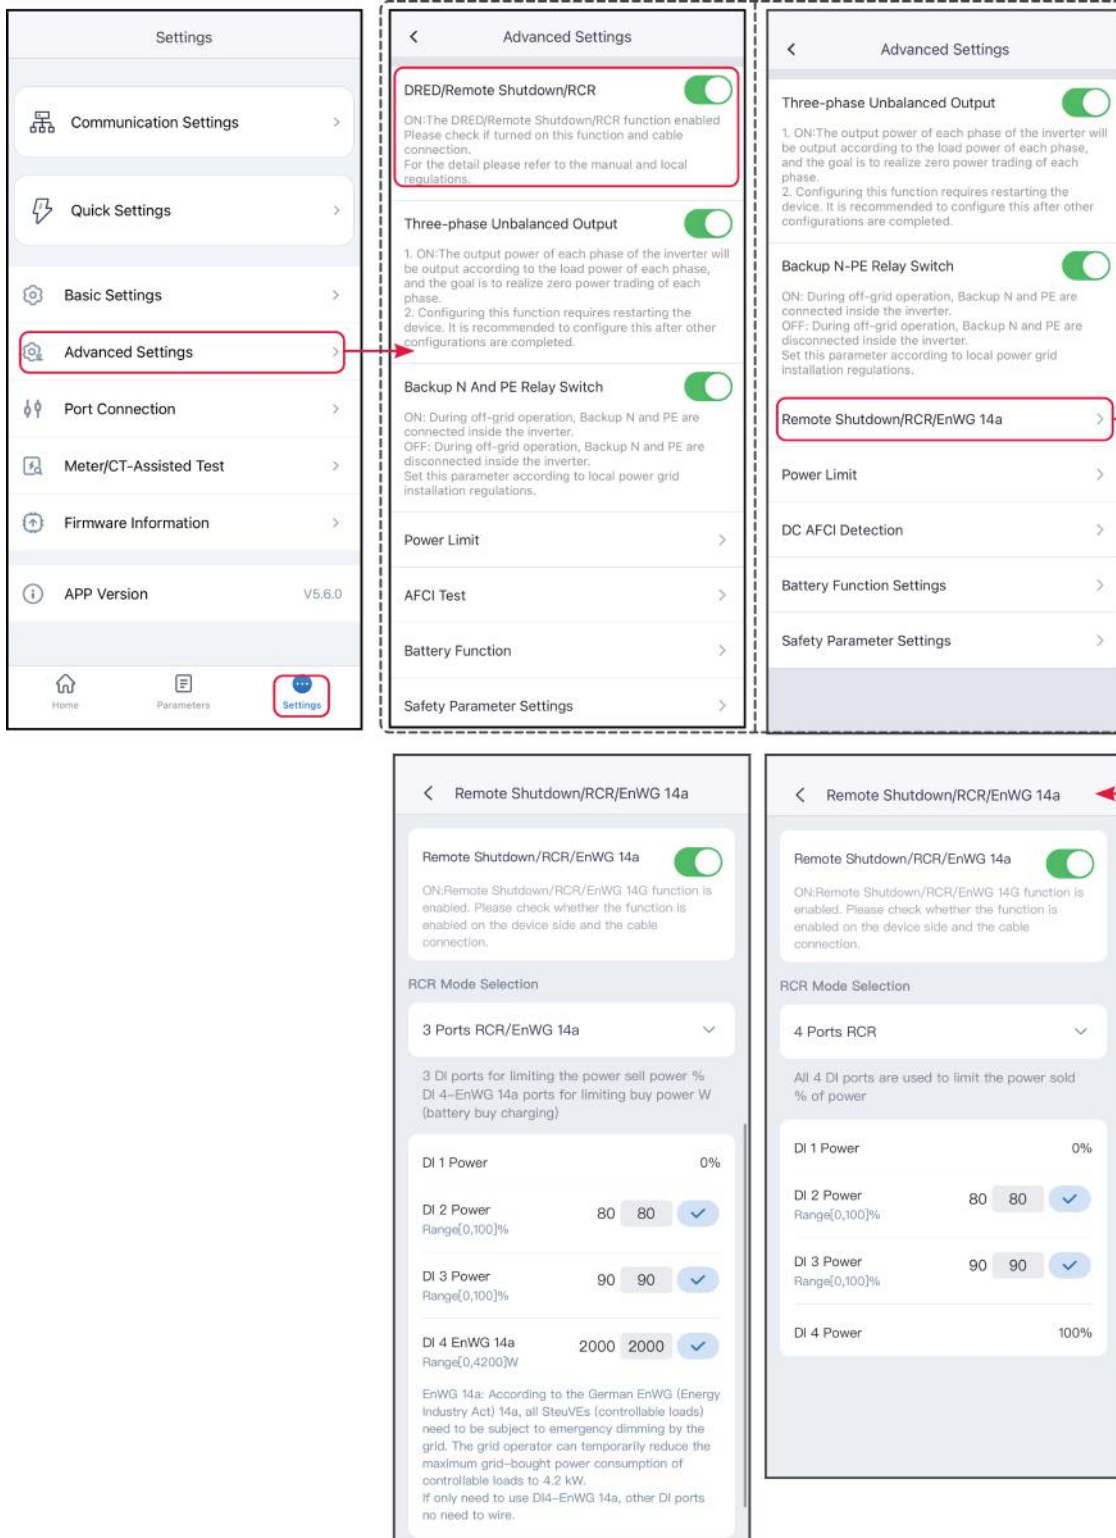 Settings
Communication Settings
Quick Settings
Basic Settings
Advanced Settings
Port Connection
Meter/CT-Assisted Test
Firmware Information
APP Version
V5.6.0
Home
Parameters
Settings
Advanced Settings
DRED/Remote Shutdown/RCR
ON:The DRED/Remote Shutdown/RCR function enabled
Please check if turned on this function and cable
connection.
For the detail please refer to the manual and local
regulations.
Three-phase Unbalanced Output
1. ON:The output power of each phase of the inverter will
be output according to the load power of each phase,
and the goal is to realize zero power trading of each
phase.
2. Configuring this function requires restarting the
device. It is recommended to configure this after other
configurations are completed.
Backup N And PE Relay Switch
ON: During off-grid operation, Backup N and PE are
connected inside the inverter.
OFF: During off-grid operation, Backup N and PE are
disconnected inside the inverter.
Set this parameter according to local power grid
installation regulations.
Power Limit
AFCI Test
Battery Function
Safety Parameter Settings
Advanced Settings
Three-phase Unbalanced Output
1. ON:The output power of each phase of the inverter will
be output according to the load power of each phase,
and the goal is to realize zero power trading of each
phase.
2. Configuring this function requires restarting the
device. It is recommended to configure this after other
configurations are completed.
Backup N-PE Relay Switch
ON: During off-grid operation, Backup N and PE are
connected inside the inverter.
OFF: During off-grid operation, Backup N and PE are
disconnected inside the inverter.
Set this parameter according to local power grid
installation regulations.
Remote Shutdown/RCR/EnWG 14a
Power Limit
DC AFCI Detection
Battery Function Settings
Safety Parameter Settings
Remote Shutdown/RCR/EnWG 14a
Remote Shutdown/RCR/EnWG 14a
ON:Remote Shutdown/RCR/EnWG 14G function is
enabled. Please check whether the function is
enabled on the device side and the cable
connection.
RCR Mode Selection
3 Ports RCR/EnWG 14a
3 DI ports for limiting the power sell power %
DI 4-EnWG 14a ports for limiting buy power W
(battery buy charging)
DI 1 Power 0%
DI 2 Power 80 80
Range[0,100]%
DI 3 Power 90 90
Range[0,100]%
DI 4 EnWG 14a 2000 2000
Range[0,4200]W
EnWG 14a: According to the German EnWG (Energy
Industry Act) 14a, all SteuVEs (controllable loads)
need to be subject to emergency dimming by the
grid. The grid operator can temporarily reduce the
maximum grid-bought power consumption of
controllable loads to 4.2 kW.
If only need to use DI4-EnWG 14a, other DI ports
no need to wire.
Remote Shutdown/RCR/EnWG 14a
Remote Shutdown/RCR/EnWG 14a
ON:Remote Shutdown/RCR/EnWG 14G function is
enabled. Please check whether the function is
enabled on the device side and the cable
connection.
RCR Mode Selection
4 Ports RCR
All 4 DI ports are used to limit the power sold
% of power
DI 1 Power 0%
DI 2 Power 80 80
Range[0,100]%
DI 3 Power 90 90
Range[0,100]%
DI 4 Power 100%